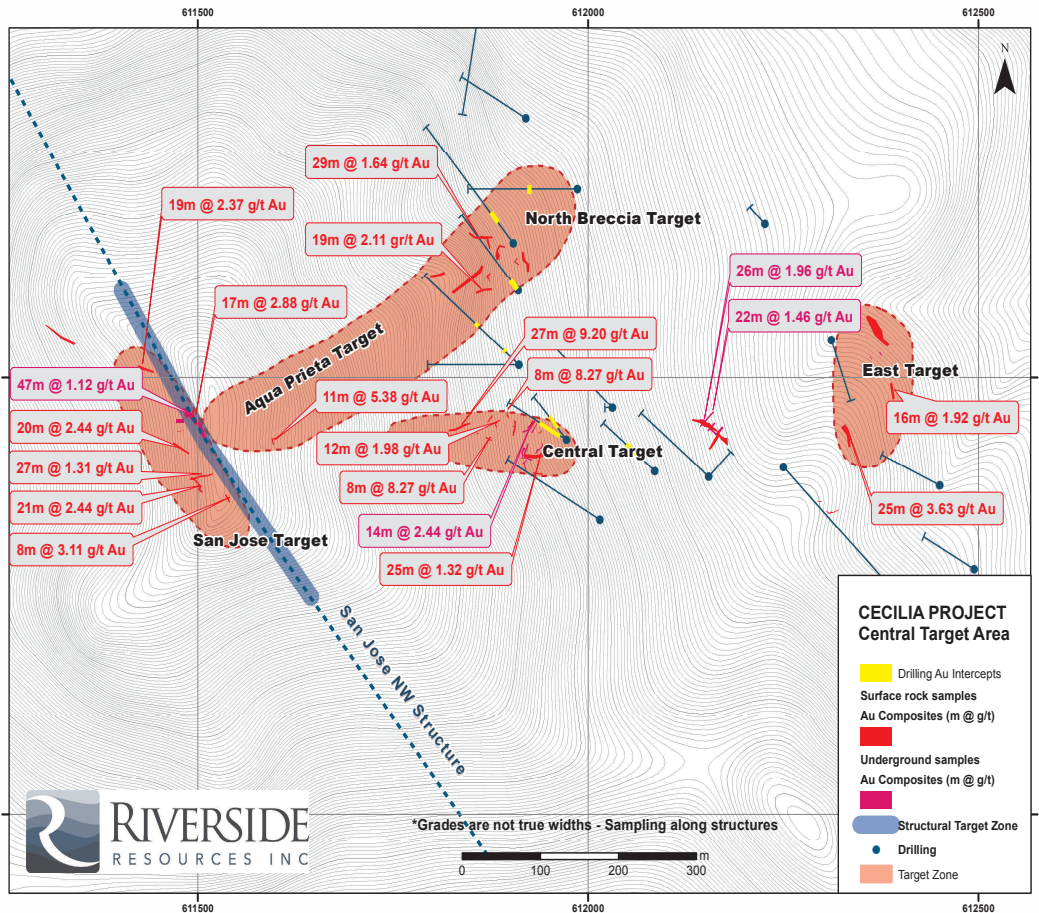 611500
612000
612500
N
29m @ 1.64 g/t Au
19m @ 2.37 g/t Au
North Breccia Target
19m @ 2.11 gr/t Au
26m @ 1.96 g/t Au
17m @ 2.88 g/t Au
22m @ 1.46 g/t Au
27m @ 9.20 g/t Au
Aqua Prieta Target
East Target
8m @ 8.27 g/t Au
47m @ 1.12 g/t Au
11m @ 5.38 g/t Au
16m @ 1.92 g/t Au
20m @ 2.44 g/t Au
12m @ 1.98 g/t Au
Central Target
27m @ 1.31 g/t Au
8m @ 8.27 g/t Au
21m @ 2.44 g/t Au
25m @ 3.63 g/t Au
14m @ 2.44 g/t Au
San Jose Target
8m @ 3.11 g/t Au
25m @ 1.32 g/t Au
San Jose NW Structure
CECILIA PROJECT
Central Target Area
Drilling Au Intercepts
Surface rock samples
Au Composites (m @ g/t)
Underground samples
Au Composites (m @ g/t)
Structural Target Zone
Drilling
Target Zone
R
RIVERSIDE
RESOURCES INC
*Grades are not true widths - Sampling along structures
m
0 100 200 300
611500
612000
612500